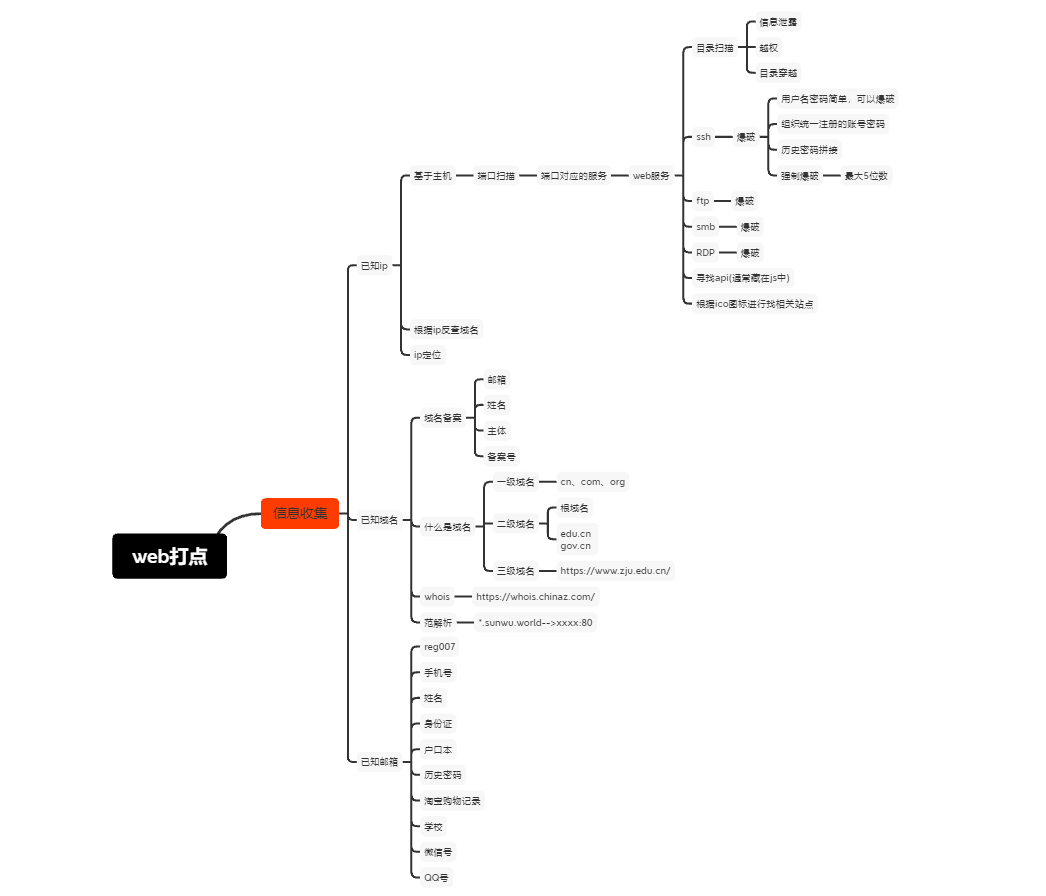 web打点
信息收集
已知ip
基于主机
端口扫描
端口对应的服务
web服务
目录扫描
信息泄露
越权
目录穿越
ssh
爆破
用户名密码简单，可以爆破
组织统一注册的账号密码
历史密码拼接
强制爆破
最大5位数
ftp
爆破
smb
爆破
RDP
爆破
寻找api(通常藏在js中)
根据ico图标进行找相关站点
根据ip反查域名
ip定位
已知域名
域名备案
邮箱
姓名
主体
备案号
什么是域名
一级域名
cn、com、org
二级域名
根域名
edu.cn
gov.cn
三级域名
https://www.zju.edu.cn/
whois
https://whois.chinaz.com/
范解析
*.sunwu.world-->xxxx:80
已知邮箱
reg007
手机号
姓名
身份证
户口本
历史密码
淘宝购物记录
学校
微信号
QQ号